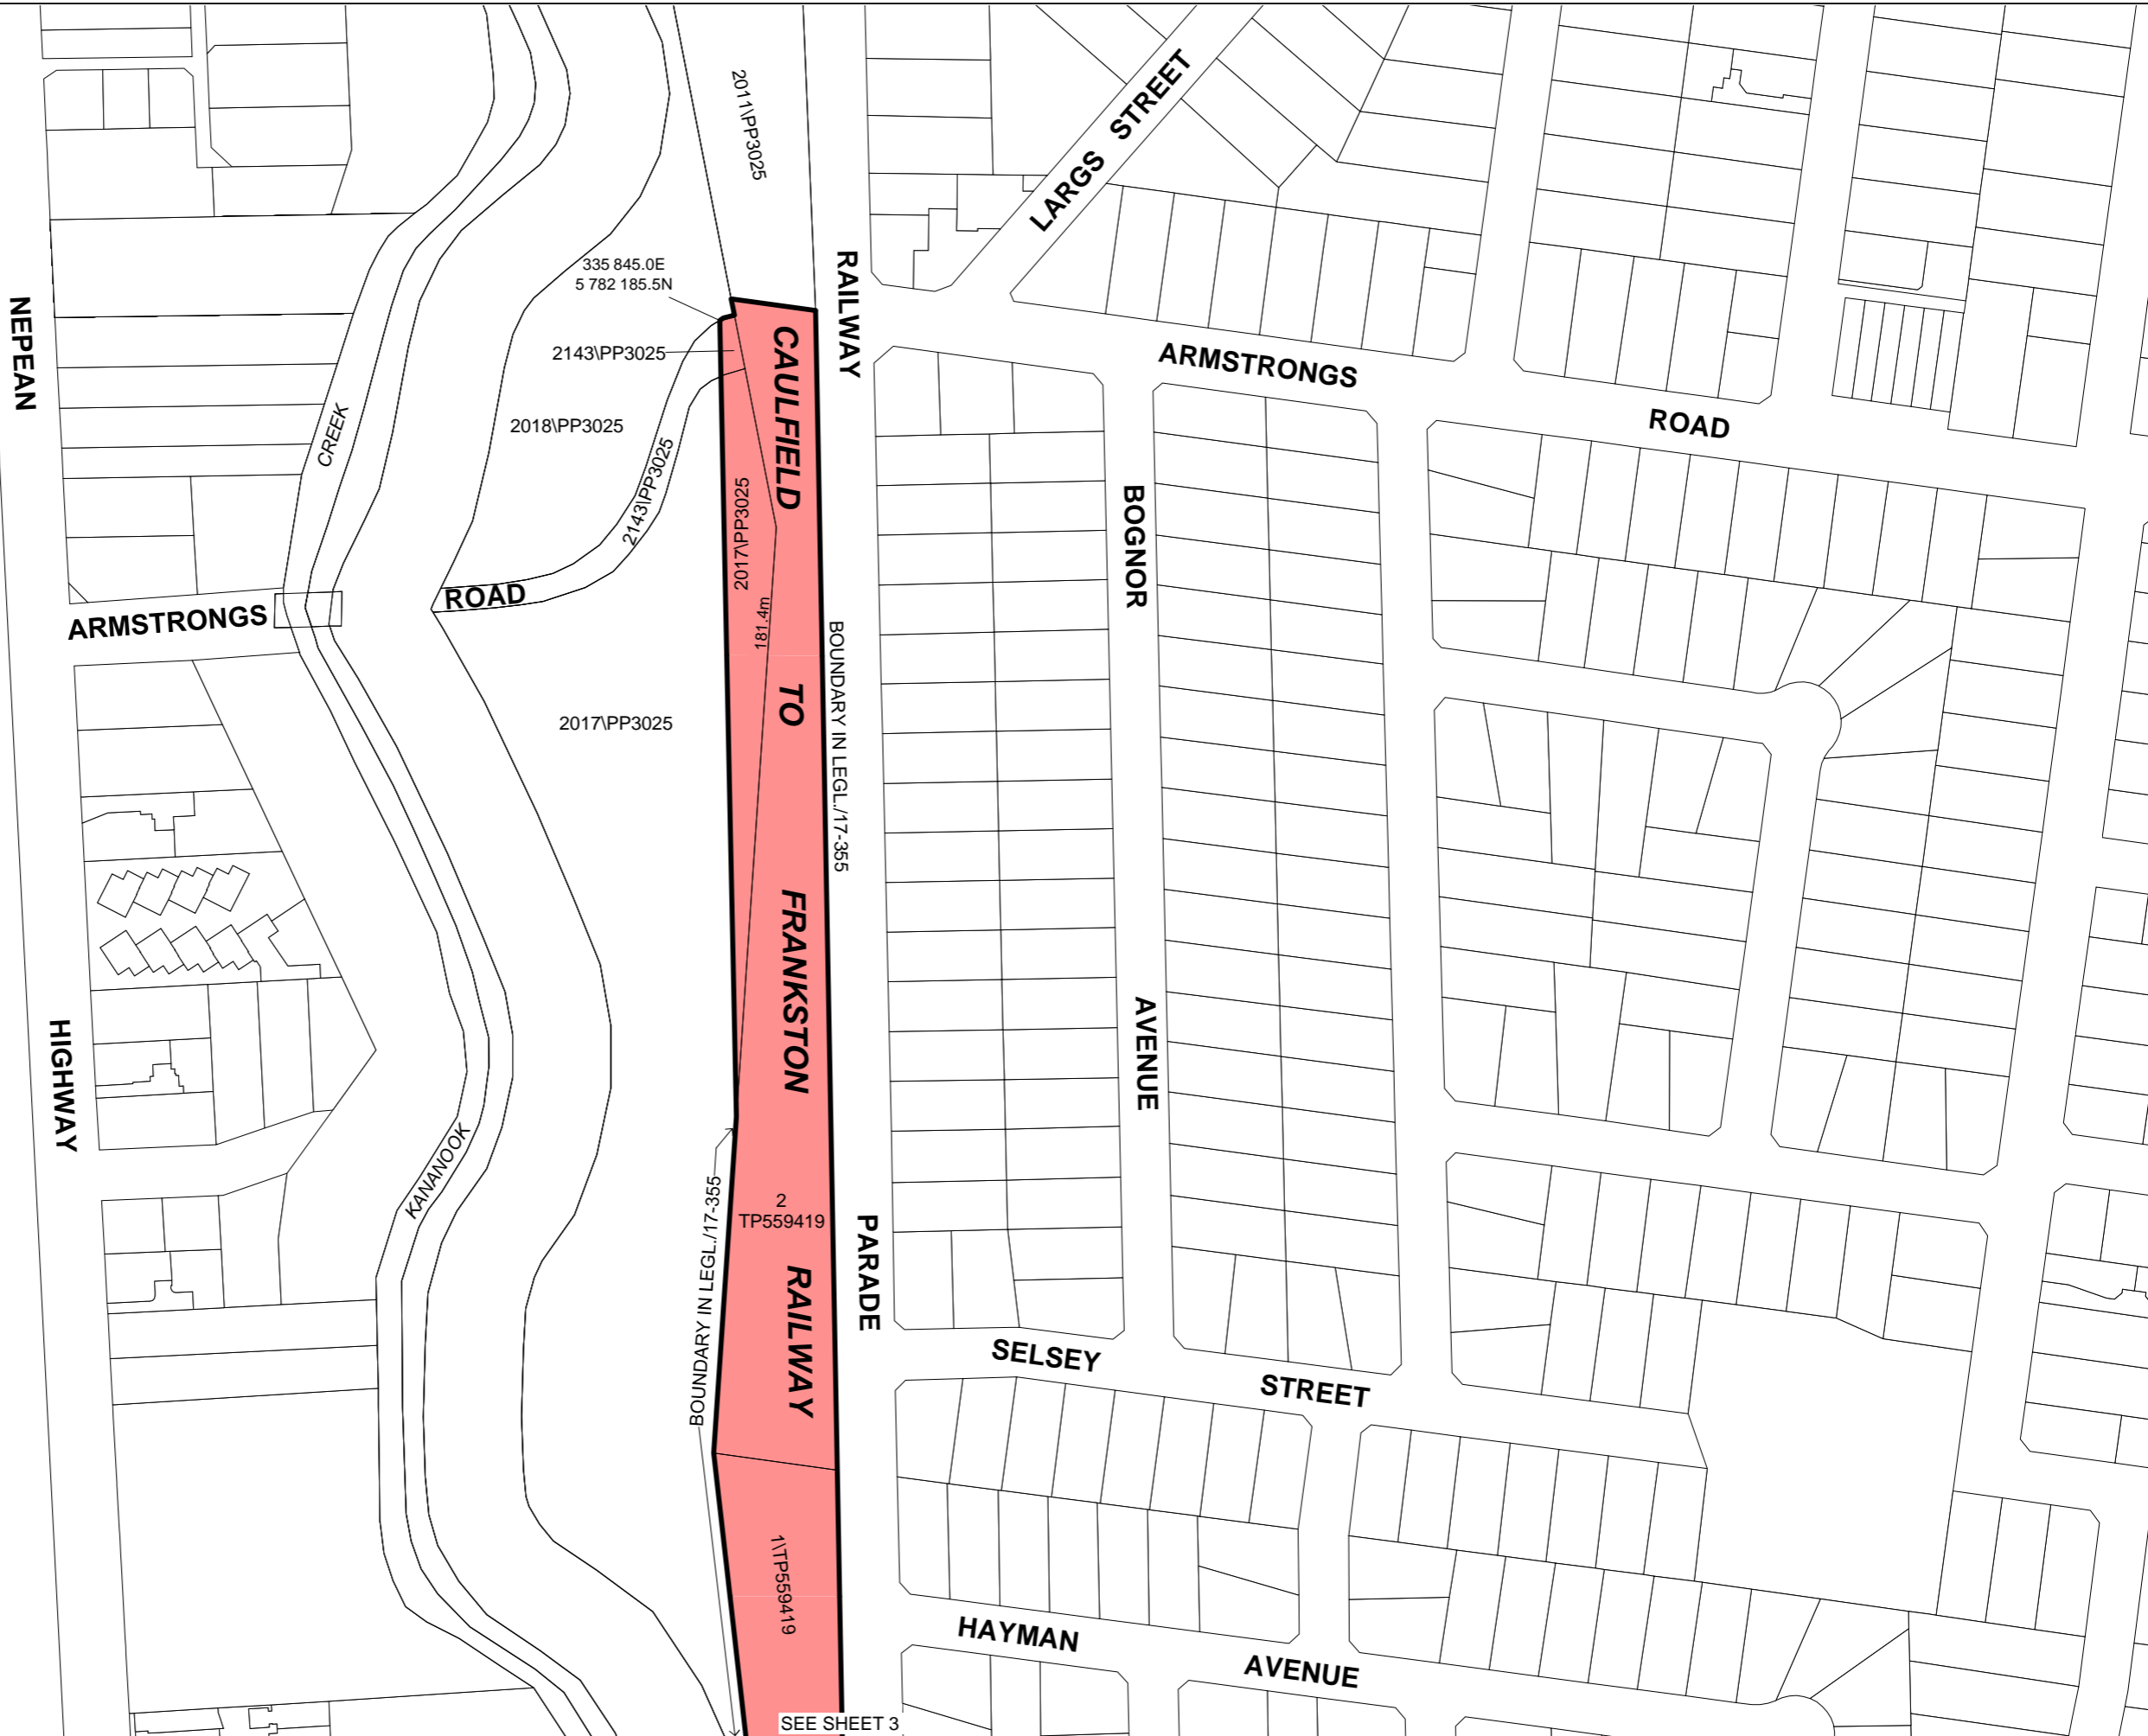 2011\PP3025
LARGS STREET
335 845.0E
5 782 185.5N
RAILWAY
NEPEAN
2143\PP3025
CAULFIELD
ARMSTRONGS
ROAD
CREEK
2018\PP3025
2143\PP3025
2017\PP3025
BOGNOR
ROAD
ARMSTRONGS
181.4m
BOUNDARY IN LEGL./17-355
TO
2017\PP3025
FRANKSTON
AVENUE
HIGHWAY
KANANOOK
BOUNDARY IN LEGL./17-355
2
TP559419
PARADE
RAILWAY
SELSEY
STREET
1\TP559419
HAYMAN
AVENUE
SEE SHEET 3